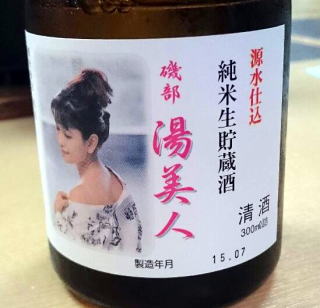 源水仕込
純米生貯蔵酒
磯部
湯美人
清酒
300ml詰
製造年月
15.07